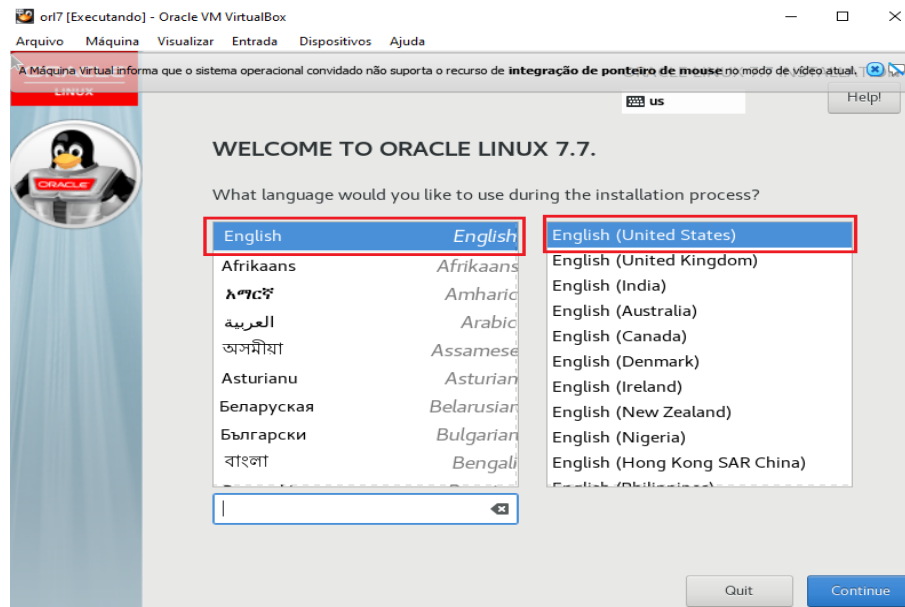 orl7 [Executando] - Oracle VM VirtualBox
Arquivo Máquina Visualizar Entrada Dispositivos Ajuda
A Máquina Virtual informa que o sistema operacional convidado não suporta o recurso de integração de ponteiro de mouse no modo de vídeo atual.
LINUX
us
Help!
ORACLE
WELCOME TO ORACLE LINUX 7.7.
What language would you like to use during the installation process?
English English
Afrikaans Afrikaans
አማርኛ Amharic
العربية Arabic
অসমীয়া Assamese
Asturianu Asturian
Беларуская Belarusian
Български Bulgarian
বাংলা Bengali
English (United States)
English (United Kingdom)
English (India)
English (Australia)
English (Canada)
English (Denmark)
English (Ireland)
English (New Zealand)
English (Nigeria)
English (Hong Kong SAR China)
English (Philippines)
Quit
Continue